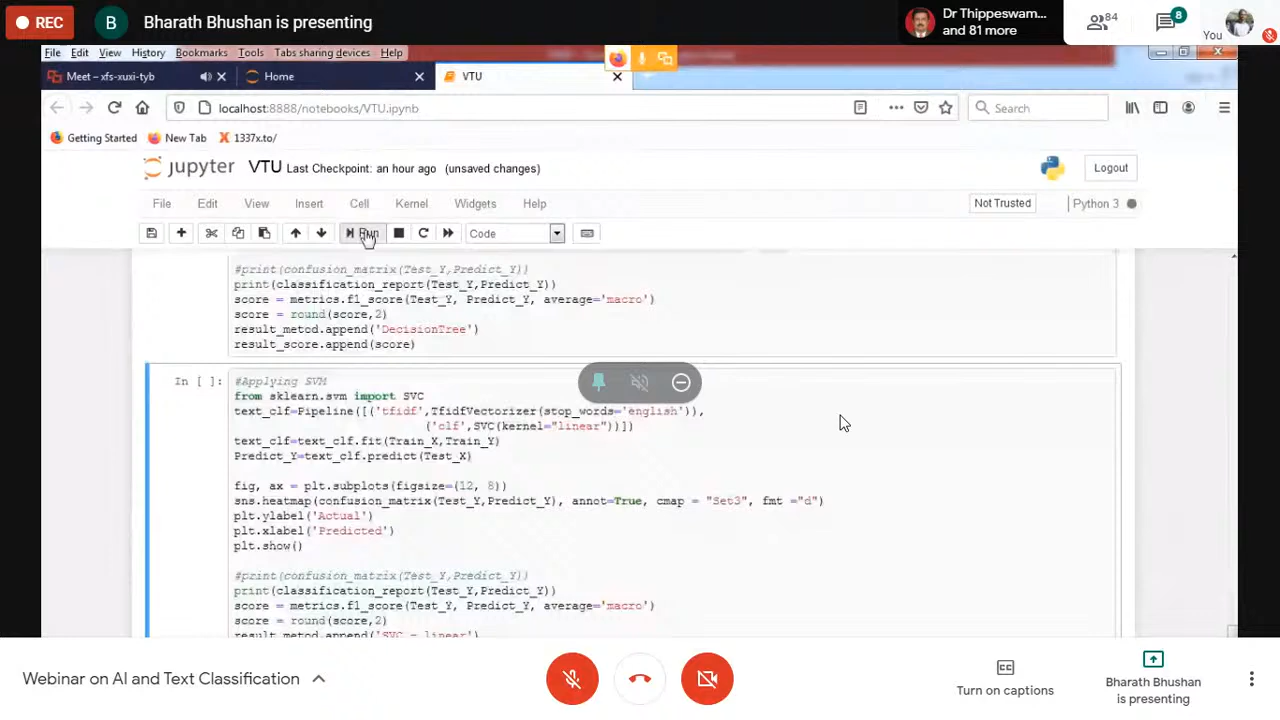 REC
B
Bharath Bhushan is presenting
Dr Thippeswam...
and 81 more
84
8
You
File Edit View History Bookmarks Tools Tabs sharing devices Help
Meet – xfs-xuxi-tyb
Home
VTU
localhost:8888/notebooks/VTU.ipynb
Search
Getting Started
New Tab
1337x.to/
jupyter VTU Last Checkpoint: an hour ago (unsaved changes)
Logout
File Edit View Insert Cell Kernel Widgets Help
Not Trusted
Python 3
Run
Code
#print(confusion_matrix(Test_Y,Predict_Y))
print(classification_report(Test_Y,Predict_Y))
score = metrics.f1_score(Test_Y, Predict_Y, average='macro')
score = round(score,2)
result_metod.append('DecisionTree')
result_score.append(score)
In [ ]:
#Applying SVM
from sklearn.svm import SVC
text_clf=Pipeline([('tfidf',TfidfVectorizer(stop_words='english')),
('clf',SVC(kernel="linear"))])
text_clf=text_clf.fit(Train_X,Train_Y)
Predict_Y=text_clf.predict(Test_X)
fig, ax = plt.subplots(figsize=(12, 8))
sns.heatmap(confusion_matrix(Test_Y,Predict_Y), annot=True, cmap = "Set3", fmt ="d")
plt.ylabel('Actual')
plt.xlabel('Predicted')
plt.show()
#print(confusion_matrix(Test_Y,Predict_Y))
print(classification_report(Test_Y,Predict_Y))
score = metrics.f1_score(Test_Y, Predict_Y, average='macro')
score = round(score,2)
result_metod.append('SVC - linear')
Webinar on AI and Text Classification
Turn on captions
Bharath Bhushan
is presenting